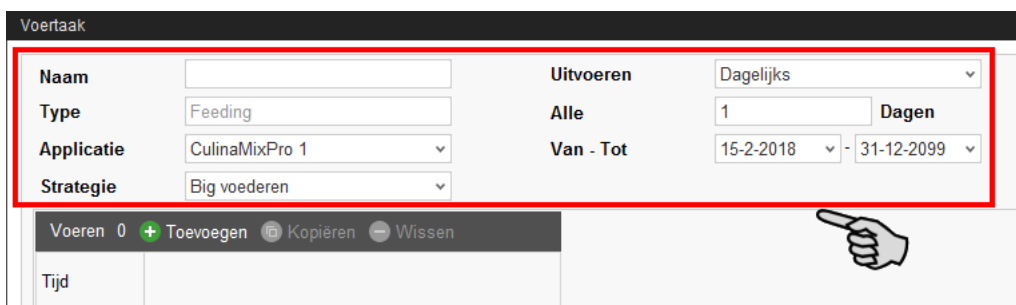 Voertaak
Naam
Uitvoeren Dagelijks
Type Feeding
Alle 1 Dagen
Applicatie CulinaMixPro 1
Van - Tot 15-2-2018 - 31-12-2099
Strategie Big voederen
Voeren 0 Toevoegen Kopiëren Wissen
Tijd